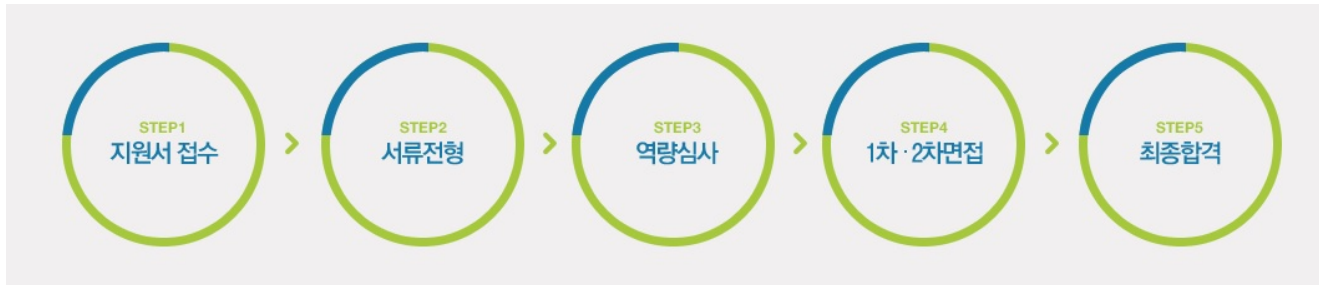 STEP1
지원서 접수
STEP2
서류전형
STEP3
역량심사
STEP4
1차·2차면접
STEP5
최종합격